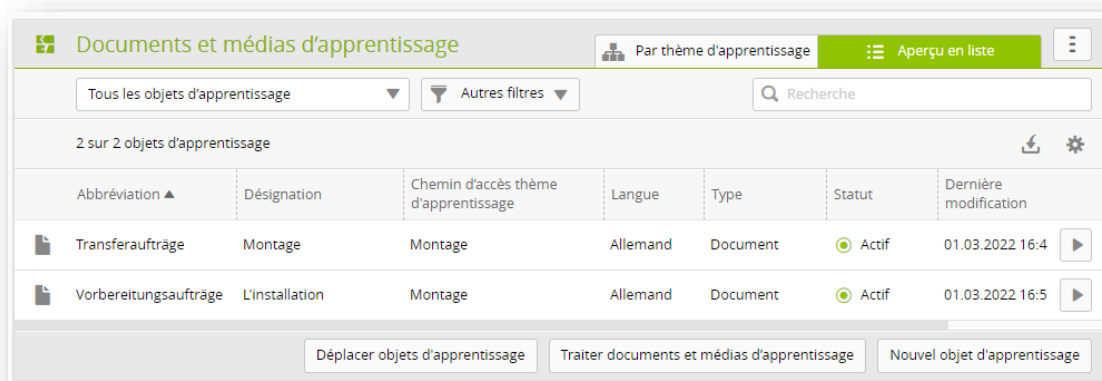 Documents et médias d'apprentissage
Par thème d'apprentissage
Aperçu en liste
Tous les objets d'apprentissage
Autres filtres
Recherche
2 sur 2 objets d'apprentissage
Abbréviation ▲ Désignation Chemin d'accès thème d'apprentissage Langue Type Statut Dernière modification
Transferaufträge Montage Montage Allemand Document Actif 01.03.2022 16:4
Vorbereitungsaufträge L'installation Montage Allemand Document Actif 01.03.2022 16:5
Déplacer objets d'apprentissage
Traiter documents et médias d'apprentissage
Nouvel objet d'apprentissage